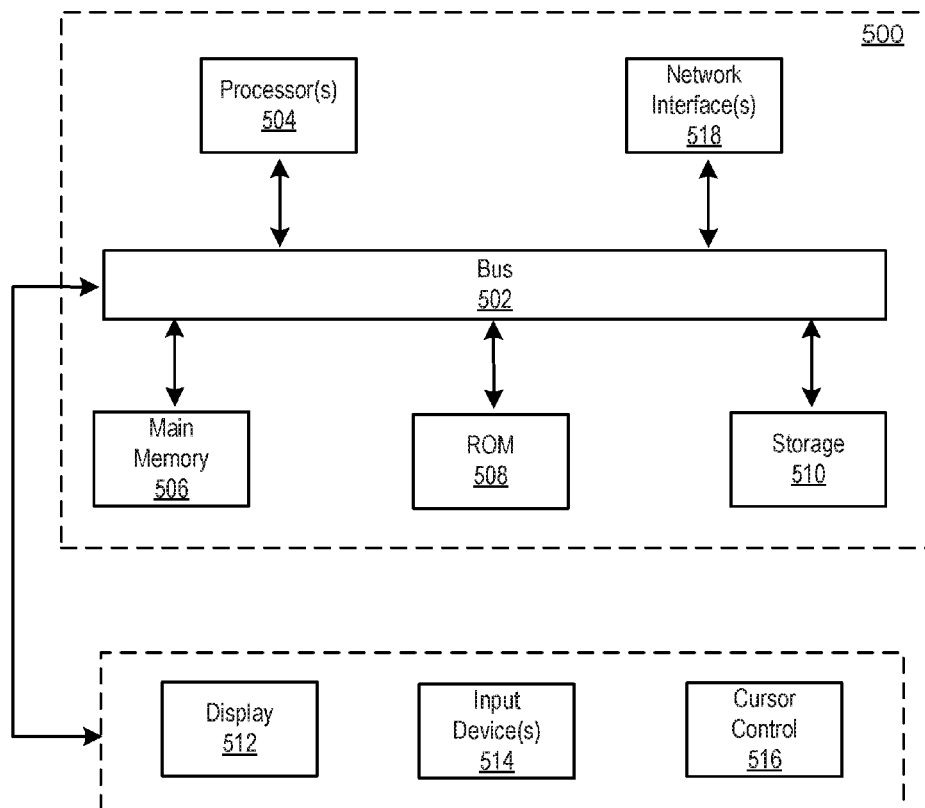 500
Processor(s)
504
Network
Interface(s)
518
Bus
502
Main
Memory
506
ROM
508
Storage
510
Display
512
Input
Device(s)
514
Cursor
Control
516